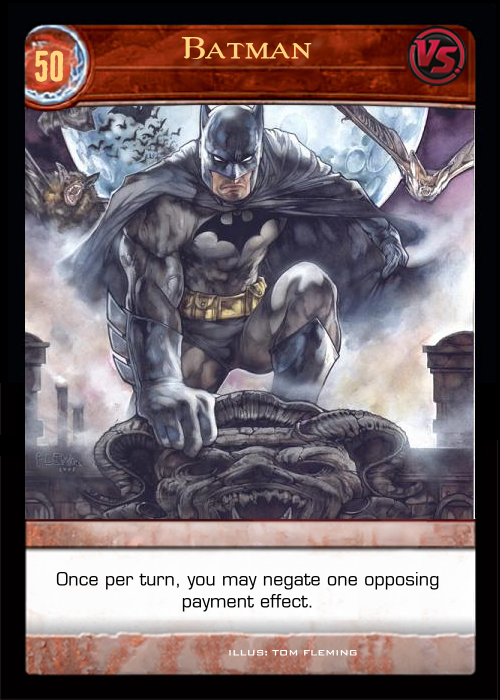 50
BATMAN
VS.
Once per turn, you may negate one opposing
payment effect.
ILLUS: TOM FLEMING